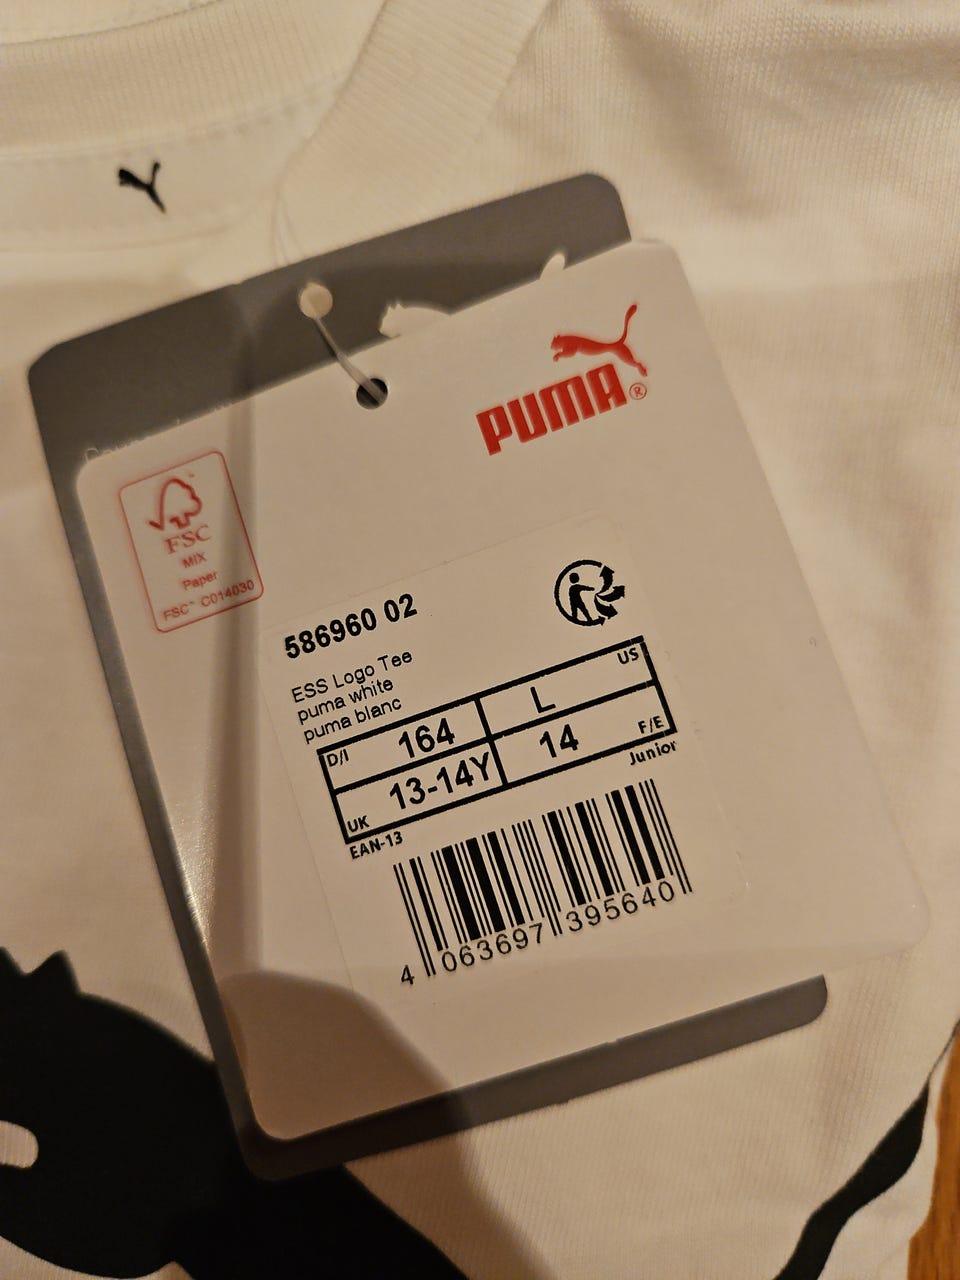 PUMA®
FSC
MIX
Paper
FSC™ C014030
586960 02
ESS Logo Tee
puma white
puma blanc
D/I 164 L US
13-14Y 14 F/E
UK
Junior
EAN-13
4 063697 395640